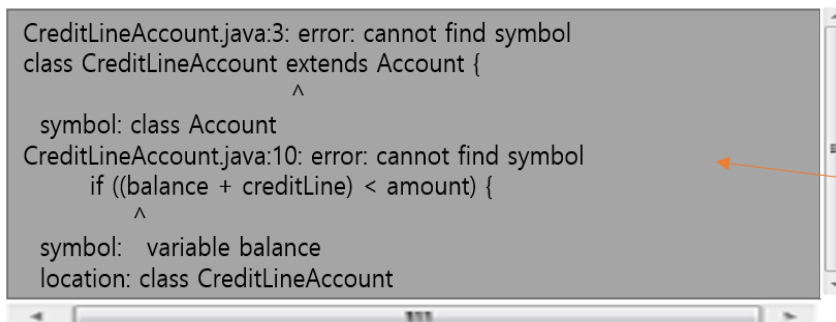 CreditLineAccount.java:3: error: cannot find symbol
class CreditLineAccount extends Account {
^
symbol: class Account
CreditLineAccount.java:10: error: cannot find symbol
if ((balance + creditLine) < amount) {
^
symbol: variable balance
location: class CreditLineAccount